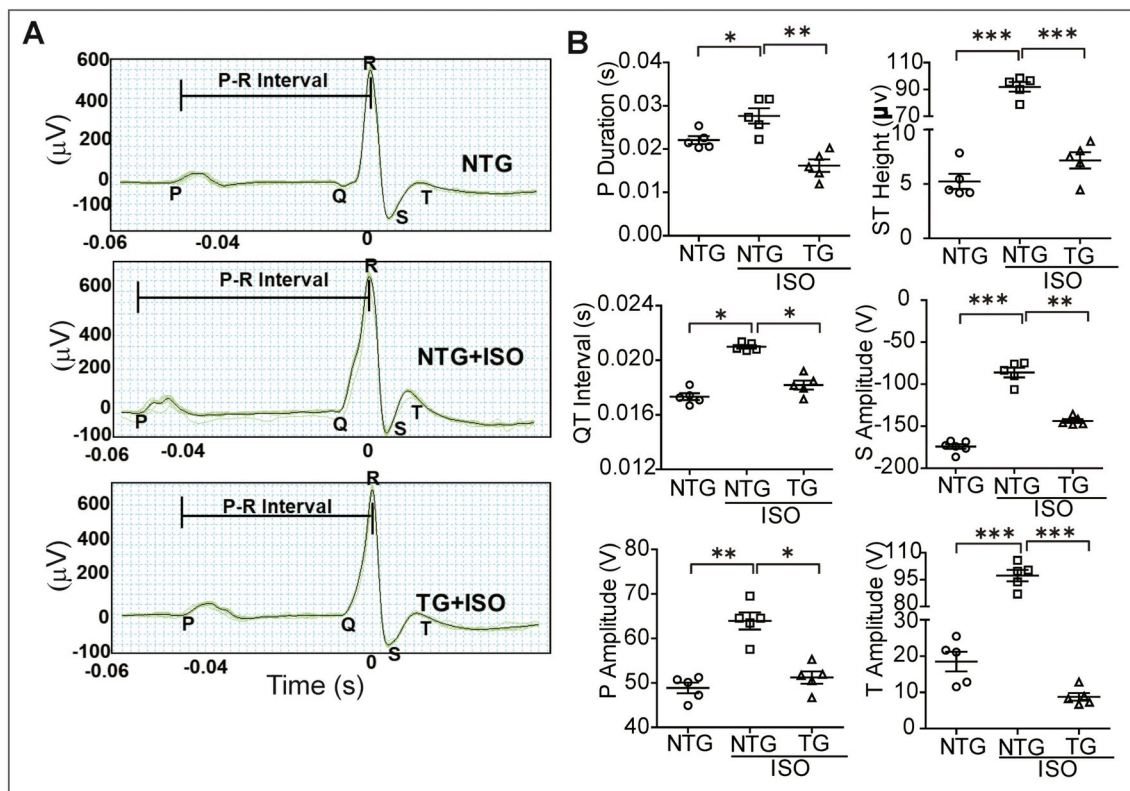 A
600
400
200
0
-100
(μV)
P-R Interval
R
NTG
P
Q
S
T
-0.06
-0.04
0
600
400
200
0
-100
(μV)
P-R Interval
R
NTG+ISO
P
Q
S
T
-0.06
-0.04
0
600
400
200
0
-100
(μV)
P-R Interval
R
TG+ISO
P
Q
S
T
-0.06
-0.04
0
Time (s)
B
P Duration (s)
0.04
0.03
0.02
0.01
0.00
*
**
NTG
NTG
TG
ISO
ST Height (μv)
110
90
70
10
5
0
***
***
NTG
NTG
TG
ISO
QT Interval (s)
0.024
0.020
0.016
0.012
*
*
NTG
NTG
TG
ISO
S Amplitude (V)
0
-50
-100
-150
-200
***
**
NTG
NTG
TG
ISO
P Amplitude (V)
80
70
60
50
40
**
*
NTG
NTG
TG
ISO
T Amplitude (V)
110
95
80
30
20
10
0
***
***
NTG
NTG
TG
ISO